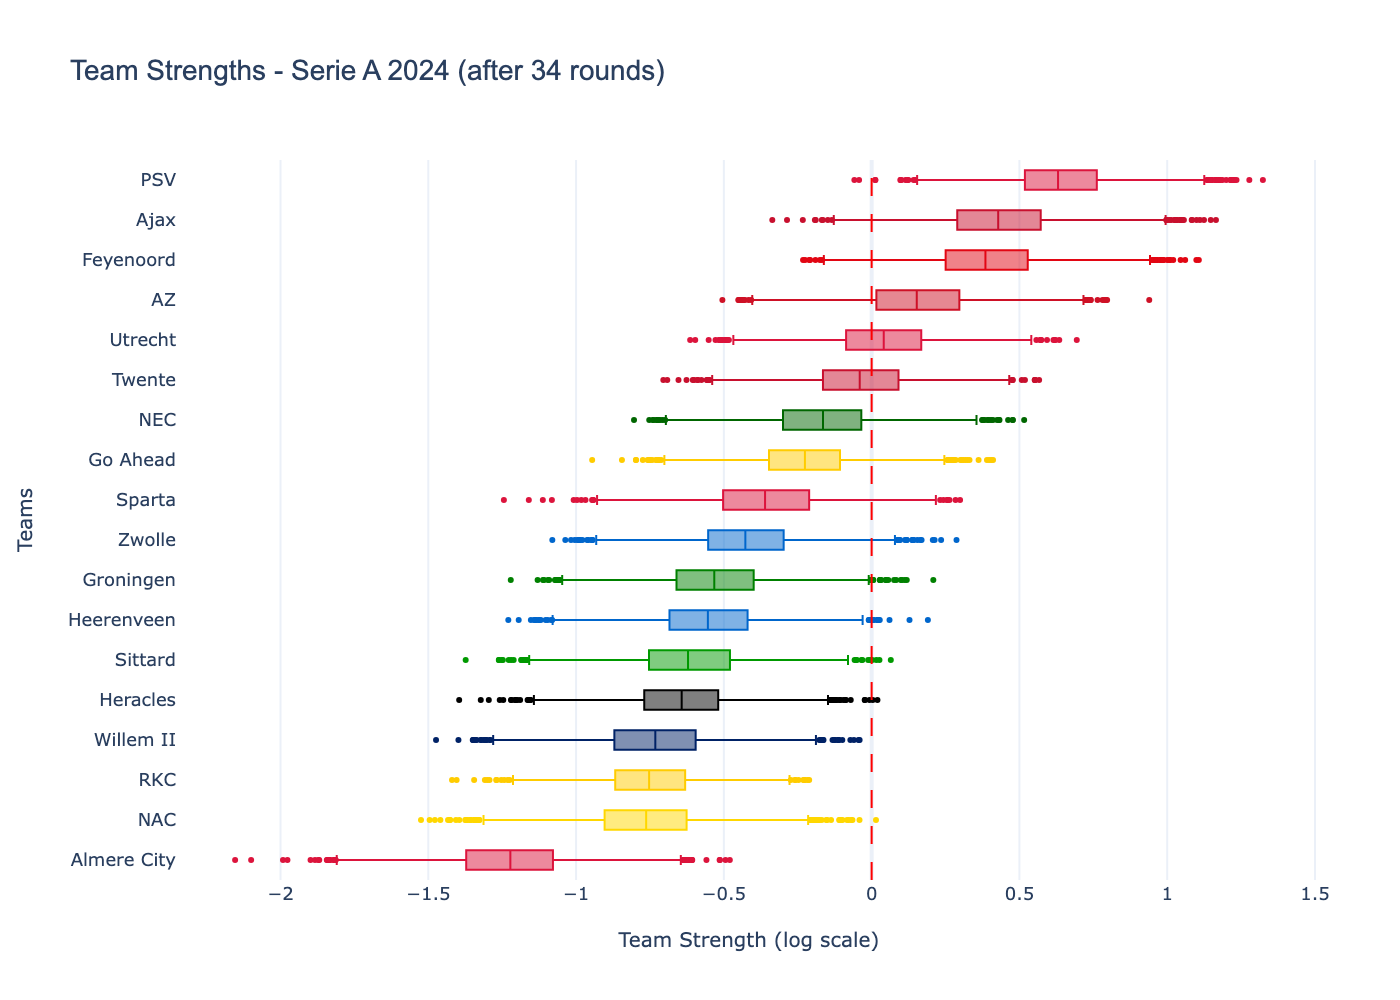 Team Strengths - Serie A 2024 (after 34 rounds)
Teams
PSV
Ajax
Feyenoord
AZ
Utrecht
Twente
NEC
Go Ahead
Sparta
Zwolle
Groningen
Heerenveen
Sittard
Heracles
Willem II
RKC
NAC
Almere City
−2 −1.5 −1 −0.5 0 0.5 1 1.5
Team Strength (log scale)